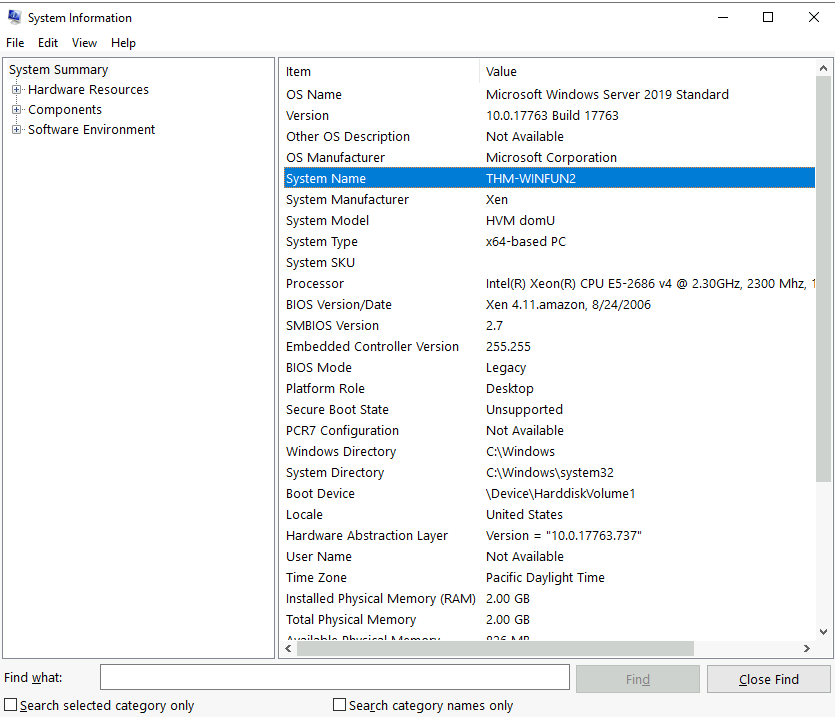 System Information
File Edit View Help
System Summary
Hardware Resources
Components
Software Environment
Item Value
OS Name Microsoft Windows Server 2019 Standard
Version 10.0.17763 Build 17763
Other OS Description Not Available
OS Manufacturer Microsoft Corporation
System Name THM-WINFUN2
System Manufacturer Xen
System Model HVM domU
System Type x64-based PC
System SKU
Processor Intel(R) Xeon(R) CPU E5-2686 v4 @ 2.30GHz, 2300 Mhz, 1
BIOS Version/Date Xen 4.11.amazon, 8/24/2006
SMBIOS Version 2.7
Embedded Controller Version 255.255
BIOS Mode Legacy
Platform Role Desktop
Secure Boot State Unsupported
PCR7 Configuration Not Available
Windows Directory C:\Windows
System Directory C:\Windows\system32
Boot Device \Device\HarddiskVolume1
Locale United States
Hardware Abstraction Layer Version = "10.0.17763.737"
User Name Not Available
Time Zone Pacific Daylight Time
Installed Physical Memory (RAM) 2.00 GB
Total Physical Memory 2.00 GB
Available Physical Memory 826 MB
Find what: Find Close Find
Search selected category only Search category names only